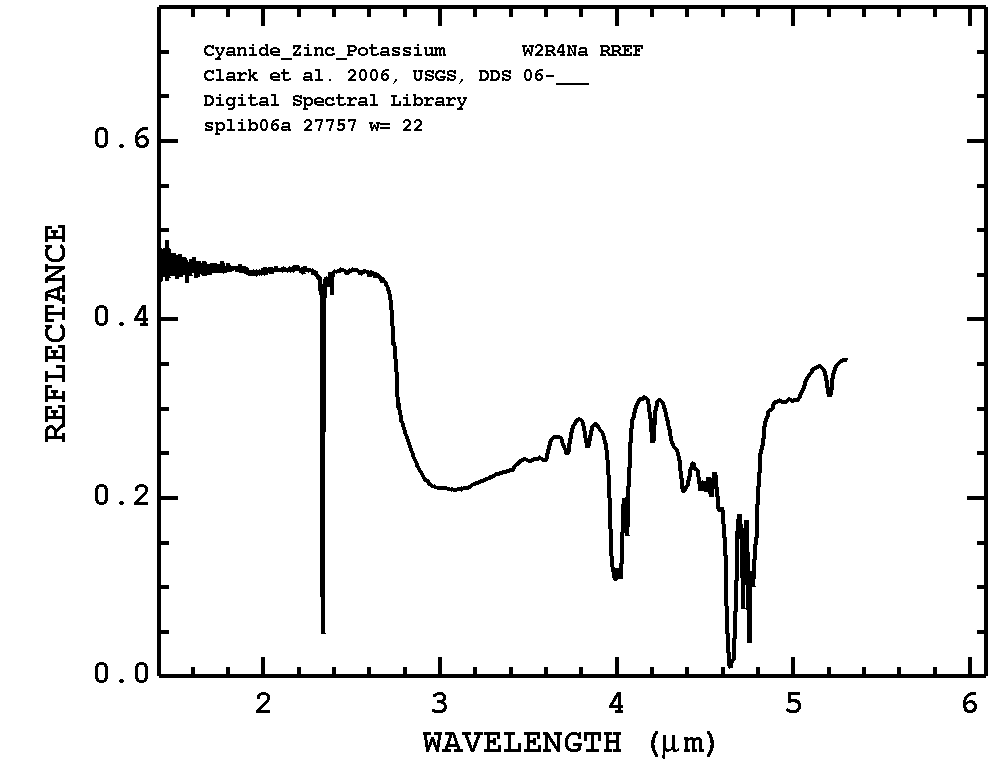 Cyanide_Zinc_Potassium W2R4Na RREF
Clark et al. 2006, USGS, DDS 06-___
Digital Spectral Library
splib06a 27757 w= 22
REFLECTANCE
0.6
0.4
0.2
0.0
2 3 4 5 6
WAVELENGTH (μm)